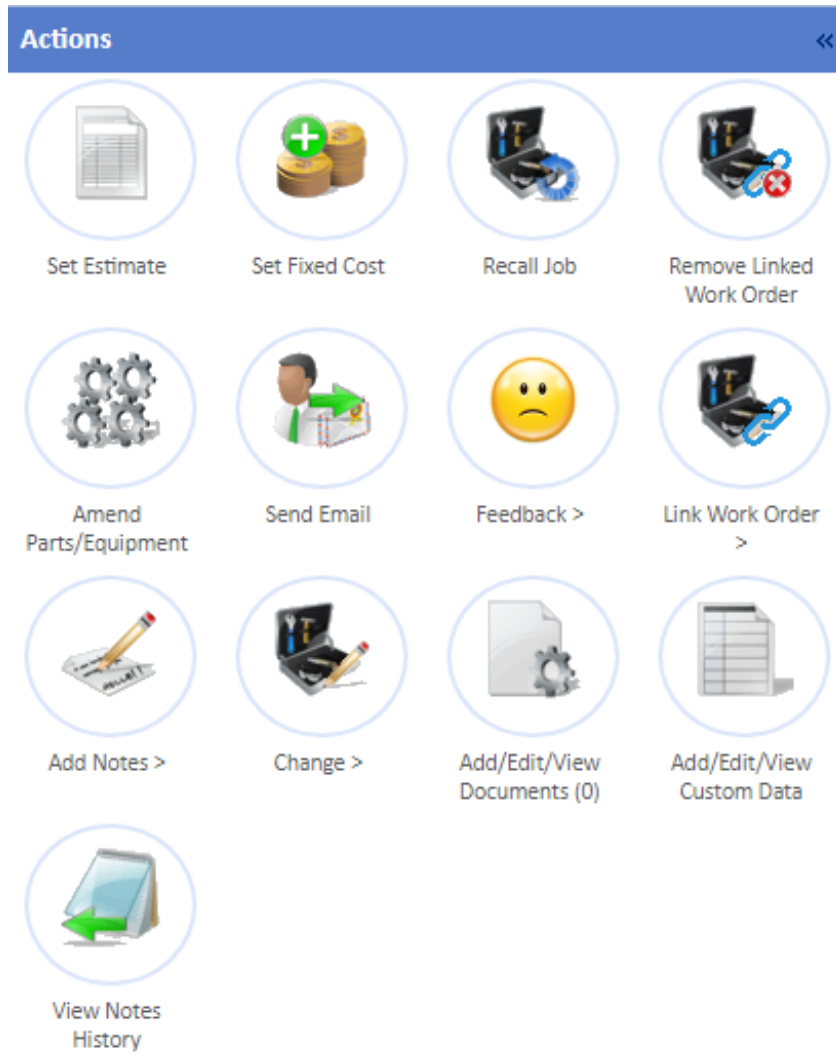 Actions
Set Estimate
Set Fixed Cost
Recall Job
Remove Linked
Work Order
Amend
Parts/Equipment
Send Email
Feedback >
Link Work Order
>
Add Notes >
Change >
Add/Edit/View
Documents (0)
Add/Edit/View
Custom Data
View Notes
History